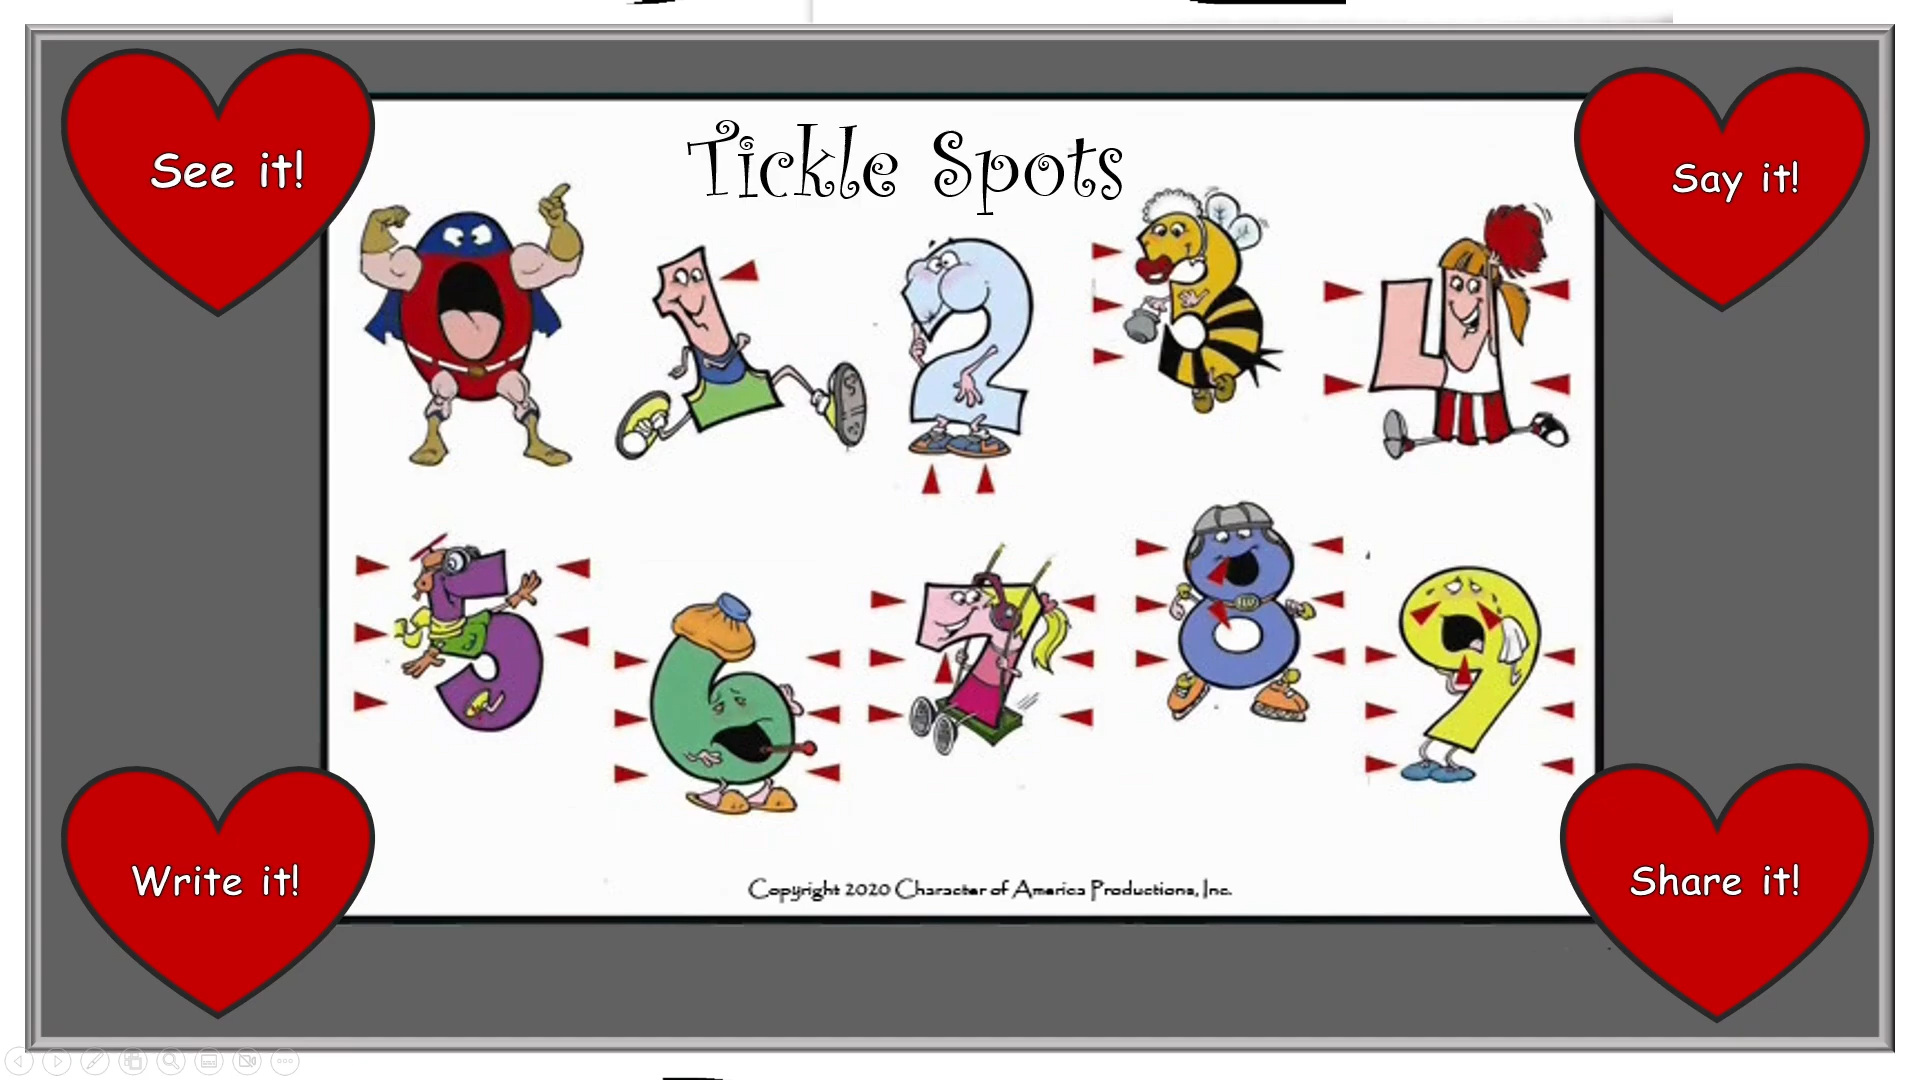 See it!
Tickle Spots
Say it!
Write it!
Share it!
Copyright 2020 Character of America Productions, Inc.